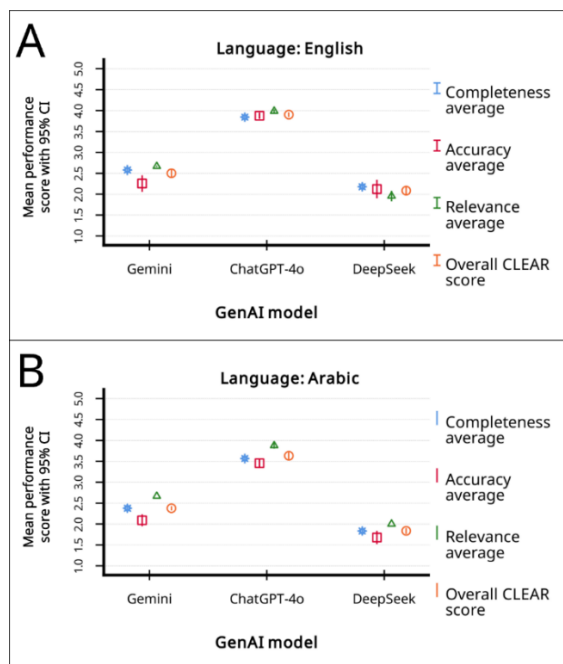 A
Language: English
Mean performance
score with 95% CI
5.0
4.5
4.0
3.5
3.0
2.5
2.0
1.5
1.0
Gemini
ChatGPT-4o
DeepSeek
GenAI model
Completeness
average
Accuracy
average
Relevance
average
Overall CLEAR
score
B
Language: Arabic
Mean performance
score with 95% CI
5.0
4.5
4.0
3.5
3.0
2.5
2.0
1.5
1.0
Gemini
ChatGPT-4o
DeepSeek
GenAI model
Completeness
average
Accuracy
average
Relevance
average
Overall CLEAR
score